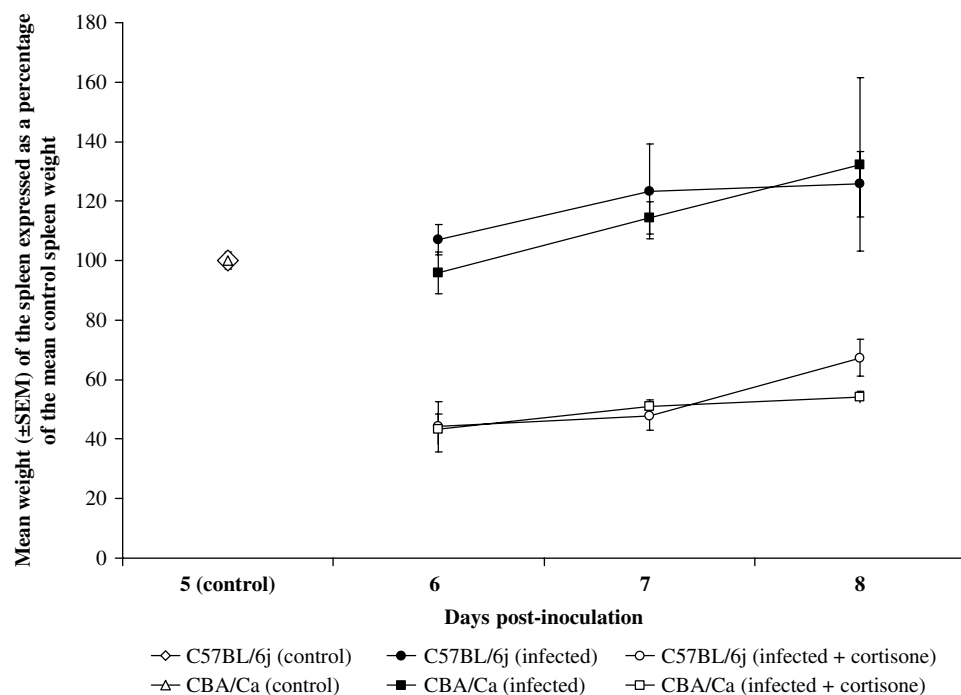 Mean weight (±SEM) of the spleen expressed as a percentage
of the mean control spleen weight
180
160
140
120
100
80
60
40
20
0
5 (control) 6 7 8
Days post-inoculation
C57BL/6j (control) C57BL/6j (infected) C57BL/6j (infected + cortisone)
CBA/Ca (control) CBA/Ca (infected) CBA/Ca (infected + cortisone)